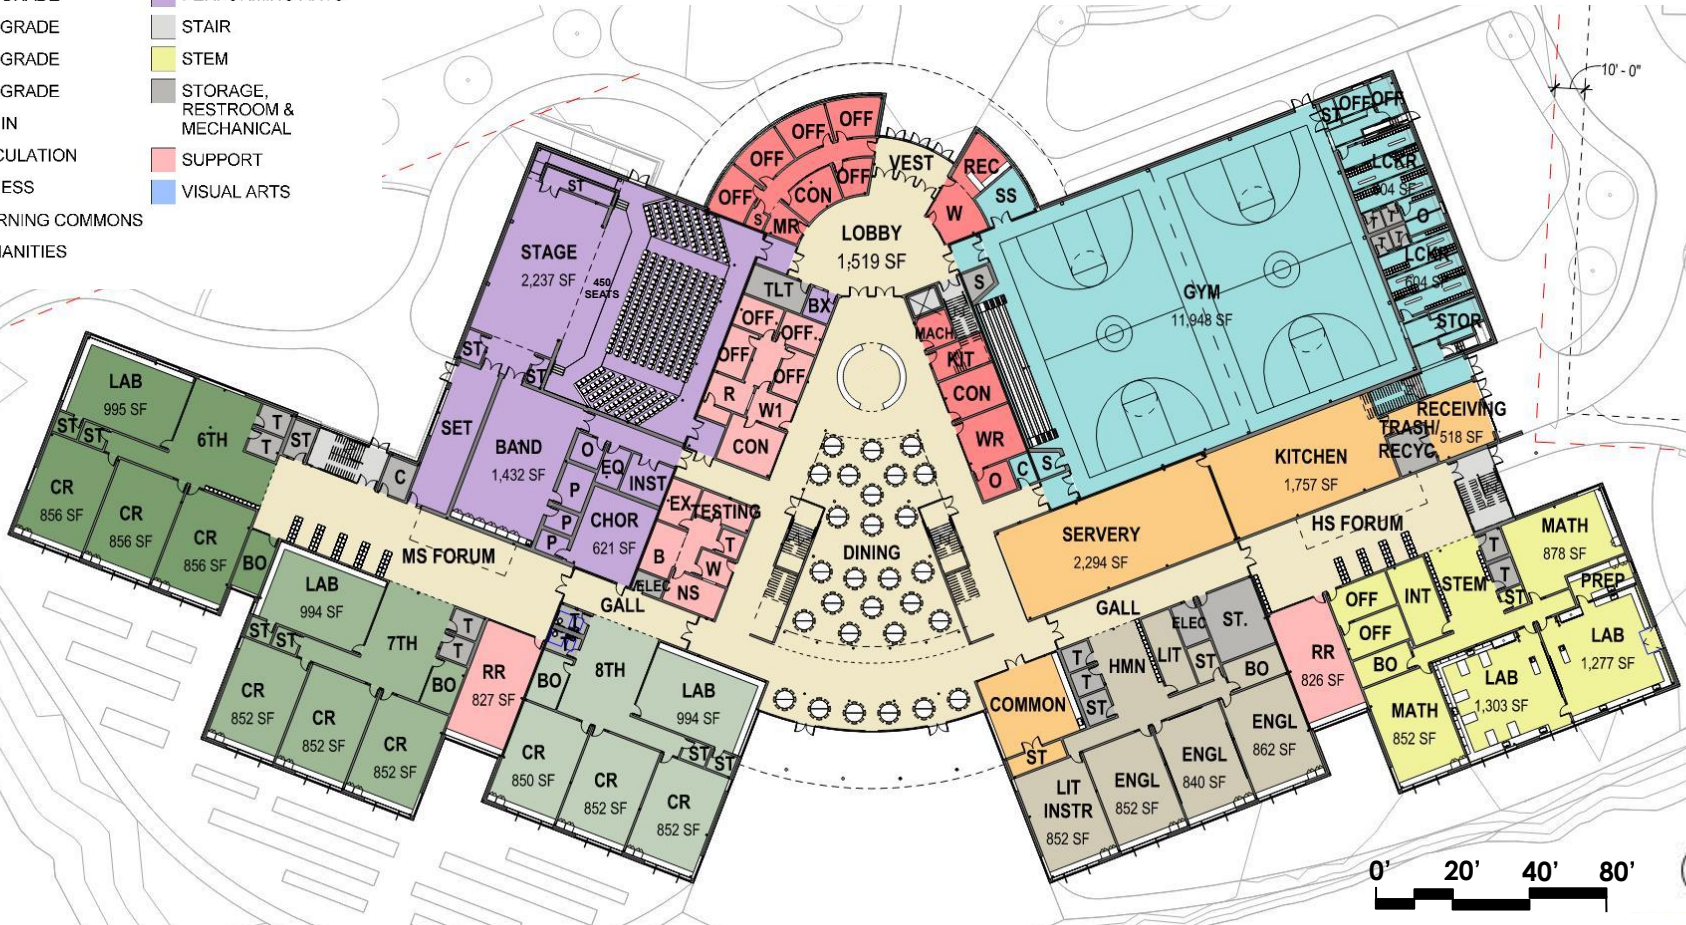 GRADE
GRADE
GRADE
STAIR
STEM
STORAGE,
RESTROOM &
MECHANICAL
SUPPORT
VISUAL ARTS
RNING COMMONS
10' - 0"
OFF
OFF
OFF
OFF
OFF
CON
S
MR
VEST
REC
SS
W
LOBBY
1,519 SF
ST
STAGE
2,237 SF
450
SEATS
ST
ST
TLT
BX
OFF
OFF
OFF
OFF
R
W1
CON
S
MACH
KIT
CON
WR
O
C
S
GYM
11,948 SF
ST
OFF
OFF
LCKR
604 SF
T
T
T
T
O
LCKR
604 SF
STOR
RECEIVING
518 SF
TRASH/
RECYC.
KITCHEN
1,757 SF
SERVERY
2,294 SF
HS FORUM
LAB
995 SF
ST
ST
6TH
T
T
ST
C
CR
856 SF
CR
856 SF
CR
856 SF
BO
SET
BAND
1,432 SF
O
EQ
INST
P
P
P
CHOR
621 SF
EX
TESTING
B
T
W
NS
ELEC
MS FORUM
GALL
DINING
GALL
LAB
994 SF
ST
ST
7TH
T
T
BO
CR
852 SF
CR
852 SF
CR
852 SF
RR
827 SF
T
T
BO
8TH
LAB
994 SF
ST
ST
CR
850 SF
CR
852 SF
CR
852 SF
COMMON
ST
T
T
ST
HMN
LIT
ELEC
ST
ST.
BO
LIT
INSTR
852 SF
ENGL
852 SF
ENGL
840 SF
ENGL
862 SF
RR
826 SF
OFF
OFF
BO
INT
STEM
T
T
ST
MATH
878 SF
PREP
LAB
1,277 SF
LAB
1,303 SF
MATH
852 SF
0' 20' 40' 80'